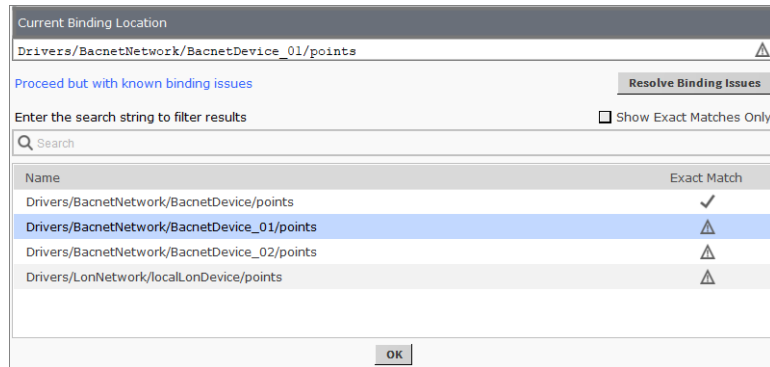 Current Binding Location
Drivers/BacnetNetwork/BacnetDevice_01/points
Proceed but with known binding issues Resolve Binding Issues
Enter the search string to filter results Show Exact Matches Only
Search
Name Exact Match
Drivers/BacnetNetwork/BacnetDevice/points
Drivers/BacnetNetwork/BacnetDevice_01/points
Drivers/BacnetNetwork/BacnetDevice_02/points
Drivers/LonNetwork/localLonDevice/points
OK